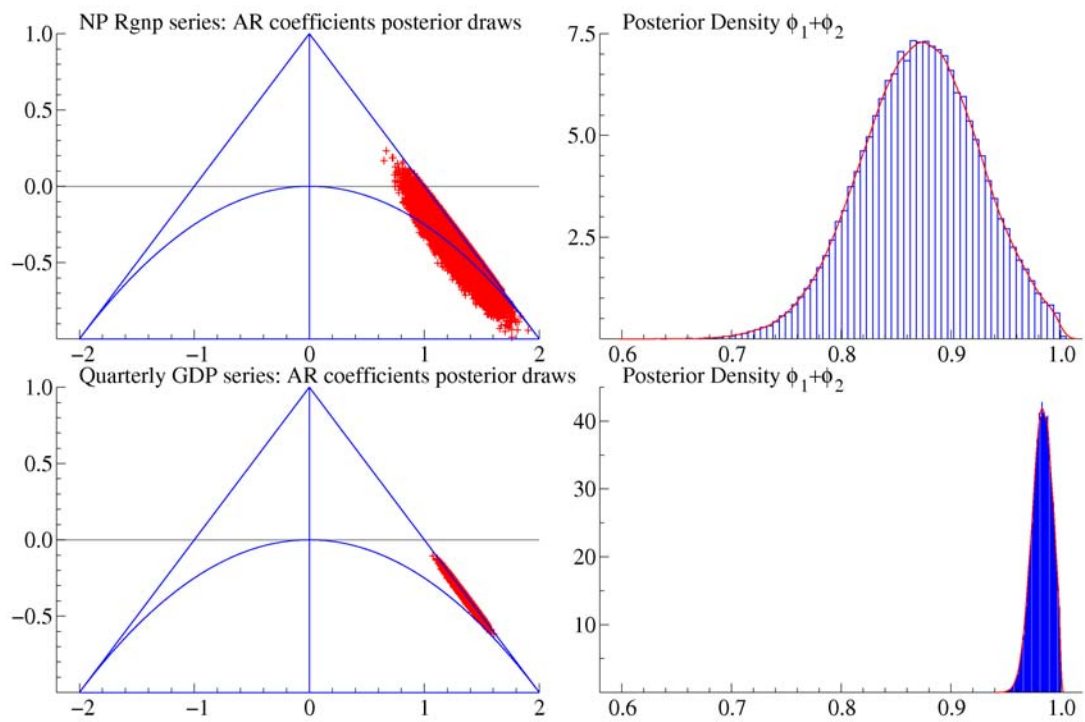 NP Rgnp series: AR coefficients posterior draws
1.0
0.5
0.0
−0.5
−2 −1 0 1 2
Posterior Density ϕ₁+ϕ₂
7.5
5.0
2.5
0.6 0.7 0.8 0.9 1.0
Quarterly GDP series: AR coefficients posterior draws
1.0
0.5
0.0
−0.5
−2 −1 0 1 2
Posterior Density ϕ₁+ϕ₂
40
30
20
10
0.6 0.7 0.8 0.9 1.0